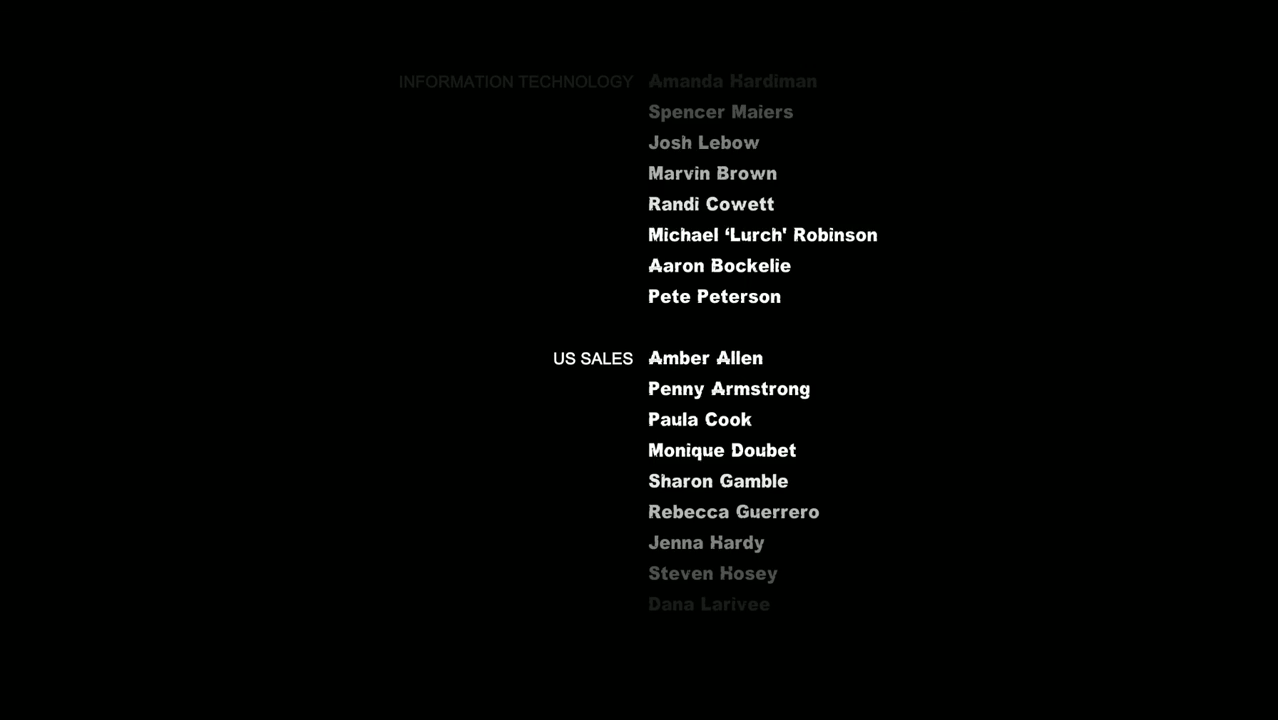 INFORMATION TECHNOLOGY Amanda Hardiman
Spencer Maiers
Josh Lebow
Marvin Brown
Randi Cowett
Michael ‘Lurch' Robinson
Aaron Bockelie
Pete Peterson
US SALES Amber Allen
Penny Armstrong
Paula Cook
Monique Doubet
Sharon Gamble
Rebecca Guerrero
Jenna Hardy
Steven Hosey
Dana Larivee